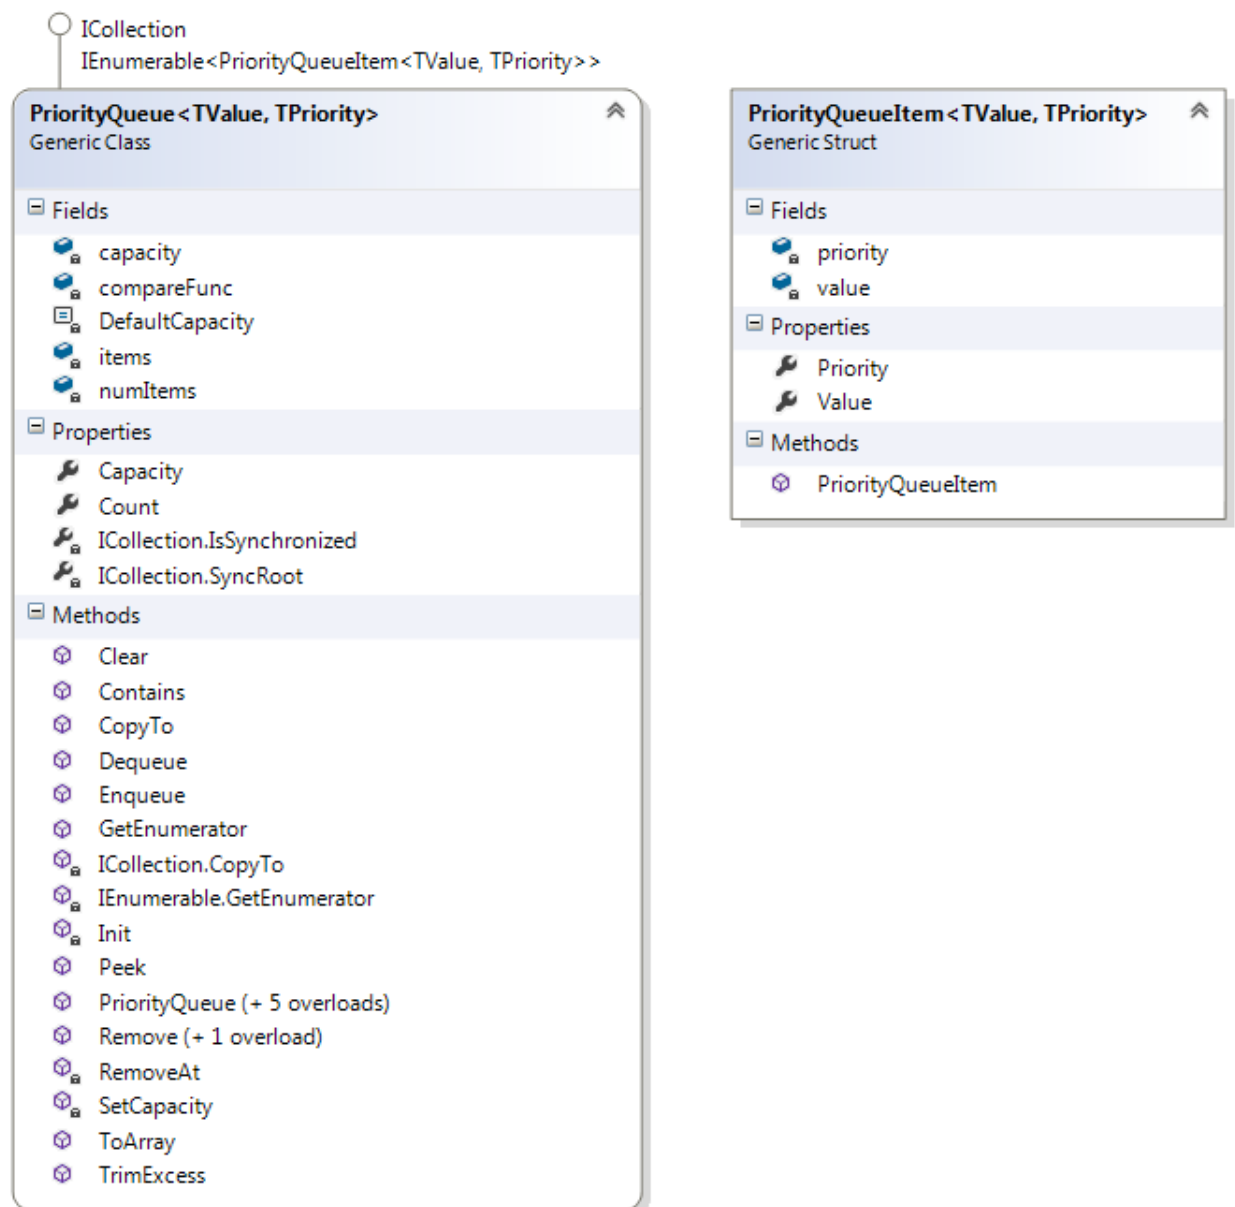 ICollection
IEnumerable<PriorityQueueItem<TValue, TPriority>>
PriorityQueue<TValue, TPriority>
Generic Class
Fields
capacity
compareFunc
DefaultCapacity
items
numItems
Properties
Capacity
Count
ICollection.IsSynchronized
ICollection.SyncRoot
Methods
Clear
Contains
CopyTo
Dequeue
Enqueue
GetEnumerator
ICollection.CopyTo
IEnumerable.GetEnumerator
Init
Peek
PriorityQueue (+ 5 overloads)
Remove (+ 1 overload)
RemoveAt
SetCapacity
ToArray
TrimExcess
PriorityQueueItem<TValue, TPriority>
Generic Struct
Fields
priority
value
Properties
Priority
Value
Methods
PriorityQueueItem